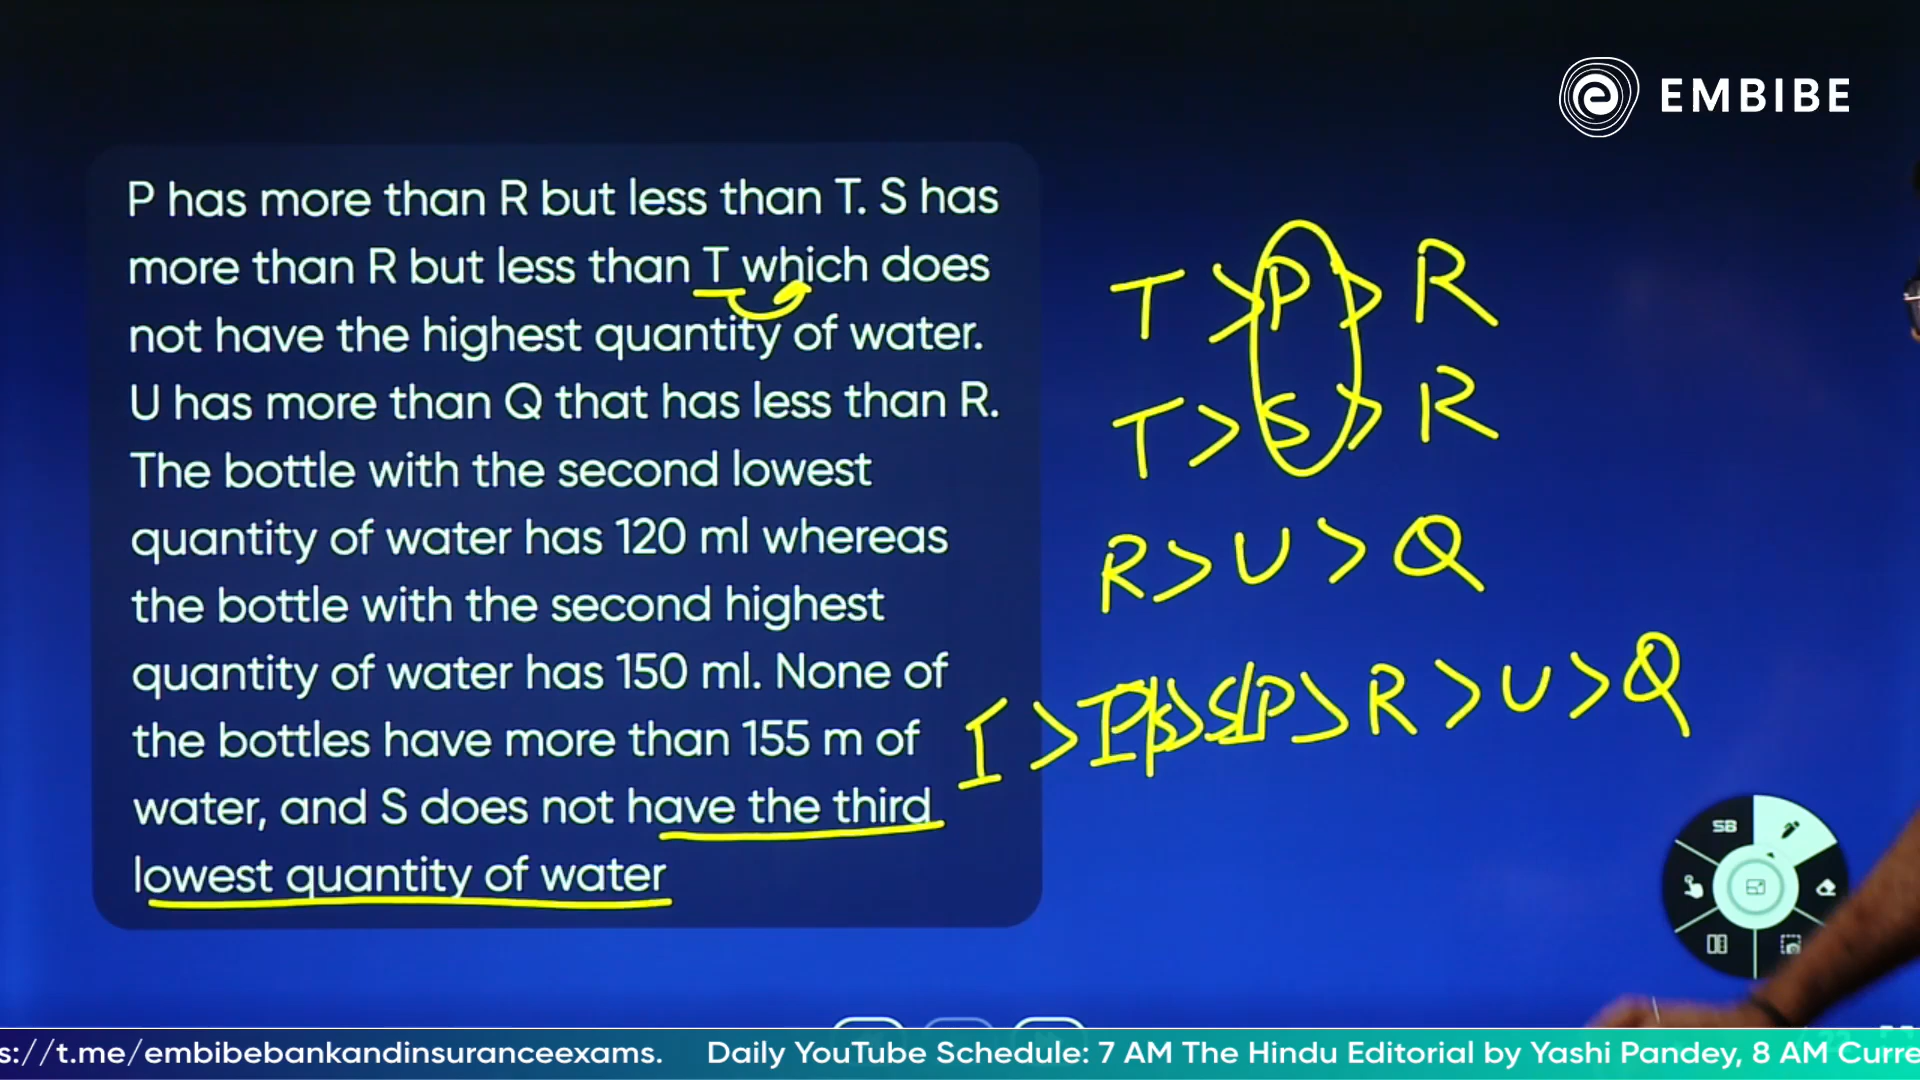 EMBIBE
P has more than R but less than T. S has
more than R but less than T which does
not have the highest quantity of water.
U has more than Q that has less than R.
The bottle with the second lowest
quantity of water has 120 ml whereas
the bottle with the second highest
quantity of water has 150 ml. None of
the bottles have more than 155 m of
water, and S does not have the third
lowest quantity of water
T > P > R
T > S > R
R > U > Q
S/P > R > U > Q
SB
s://t.me/embibebankandinsuranceexams. Daily YouTube Schedule: 7 AM The Hindu Editorial by Yashi Pandey, 8 AM Curre